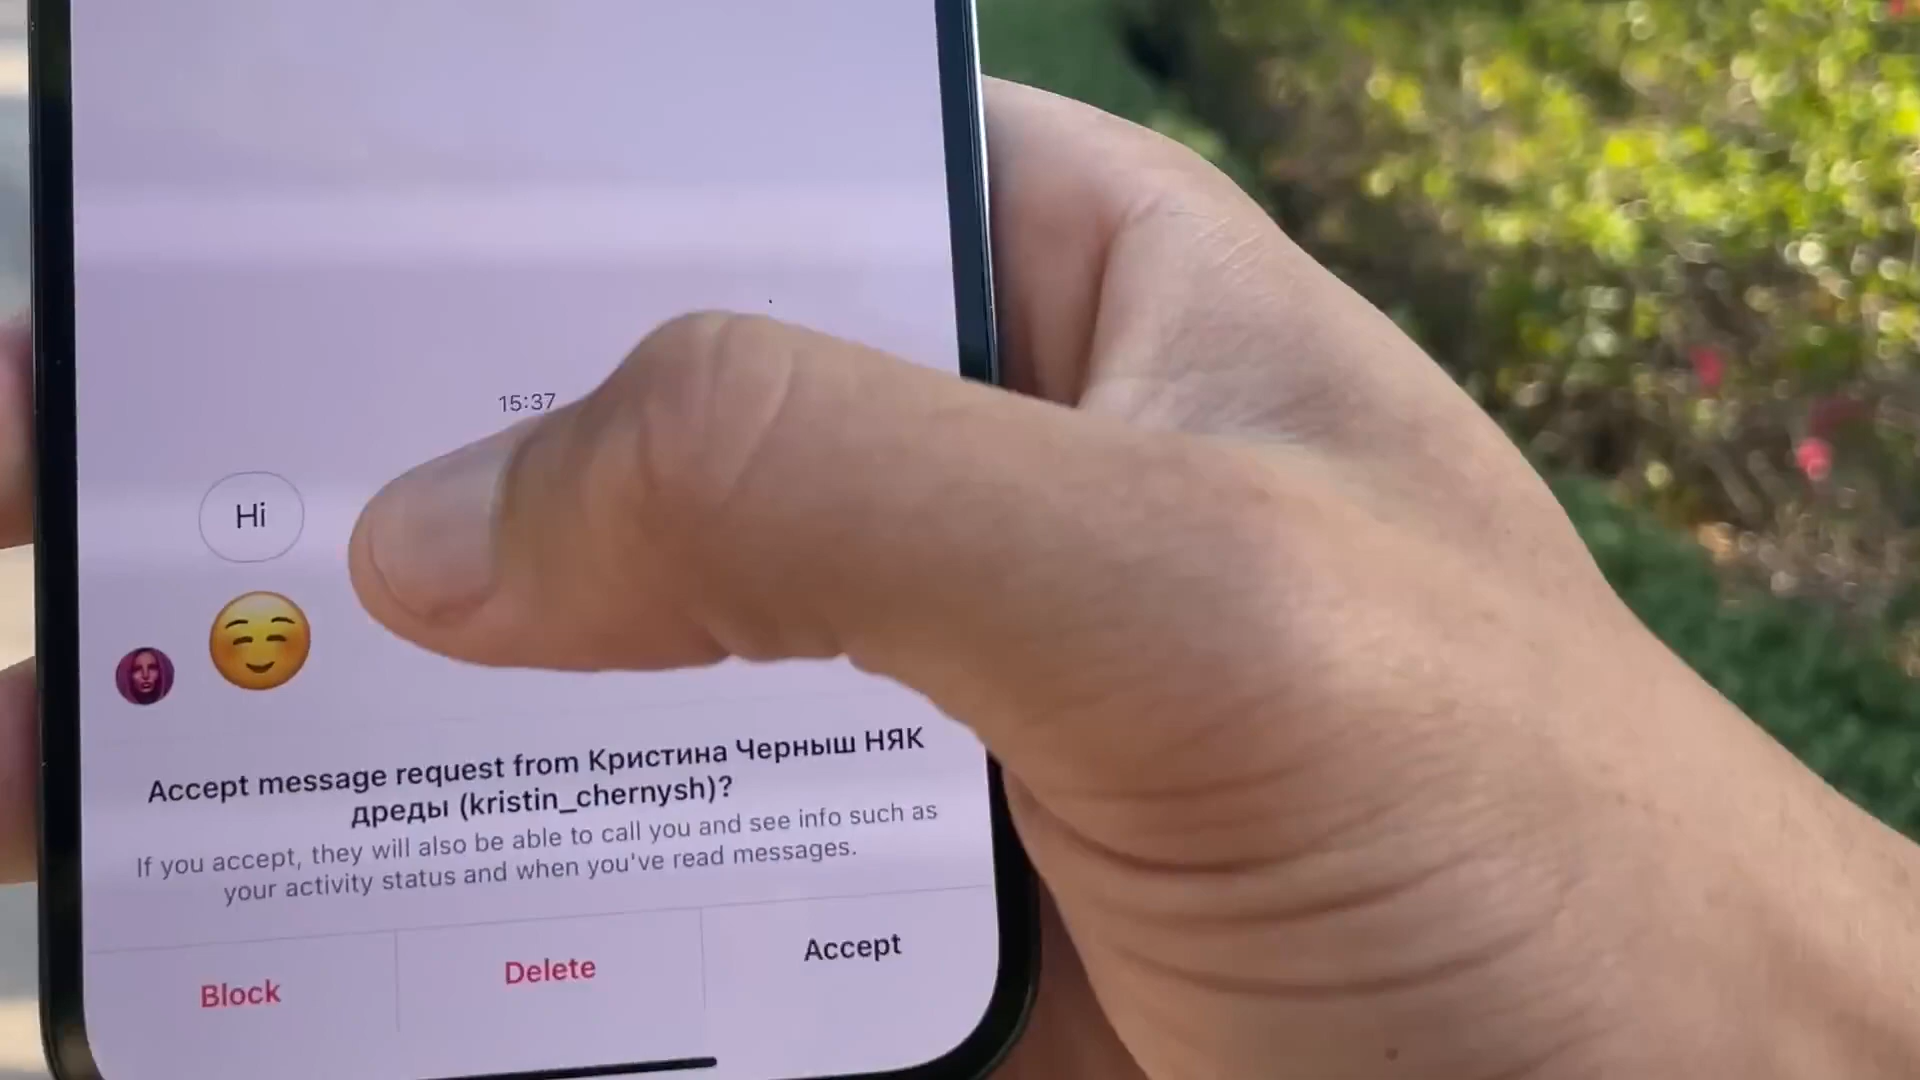 15:37
Hi
Accept message request from Кристина Черныш НЯК
дреды (kristin_chernysh)?
If you accept, they will also be able to call you and see info such as
your activity status and when you've read messages.
Block
Delete
Accept